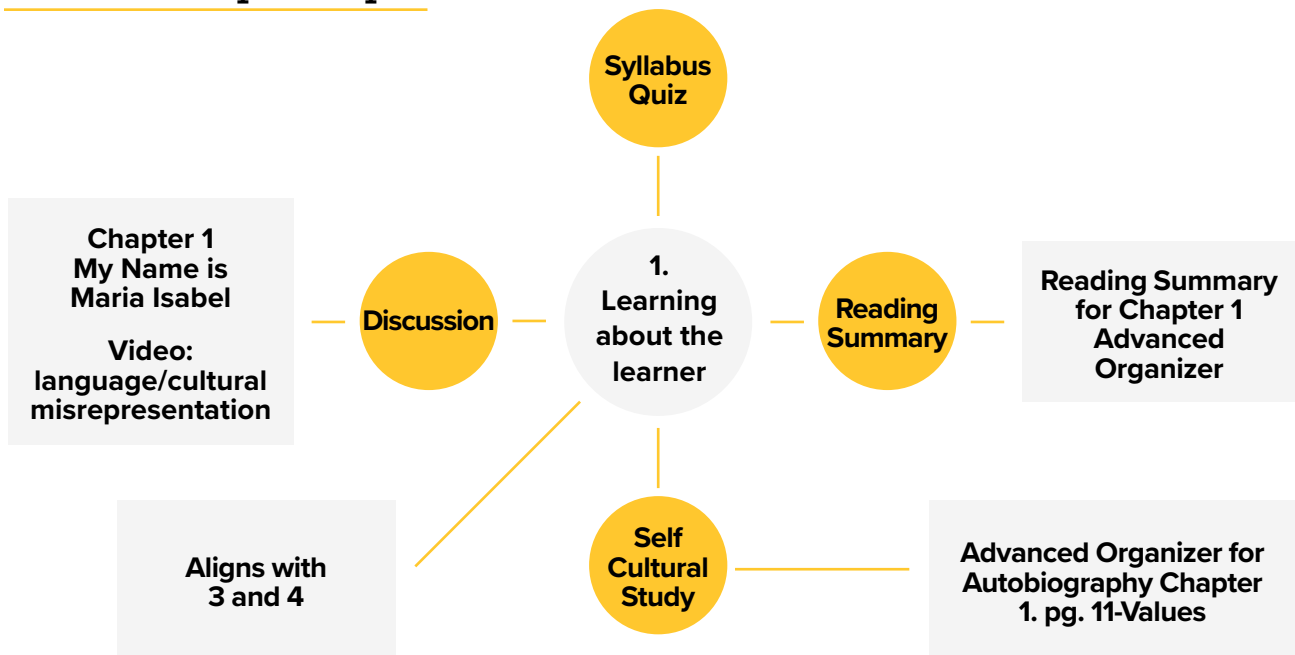 Syllabus
Quiz
Chapter 1
My Name is
Maria Isabel
Video:
language/cultural
misrepresentation
Discussion
1.
Learning
about the
learner
Reading
Summary
Reading Summary
for Chapter 1
Advanced
Organizer
Aligns with
3 and 4
Self
Cultural
Study
Advanced Organizer for
Autobiography Chapter
1. pg. 11-Values